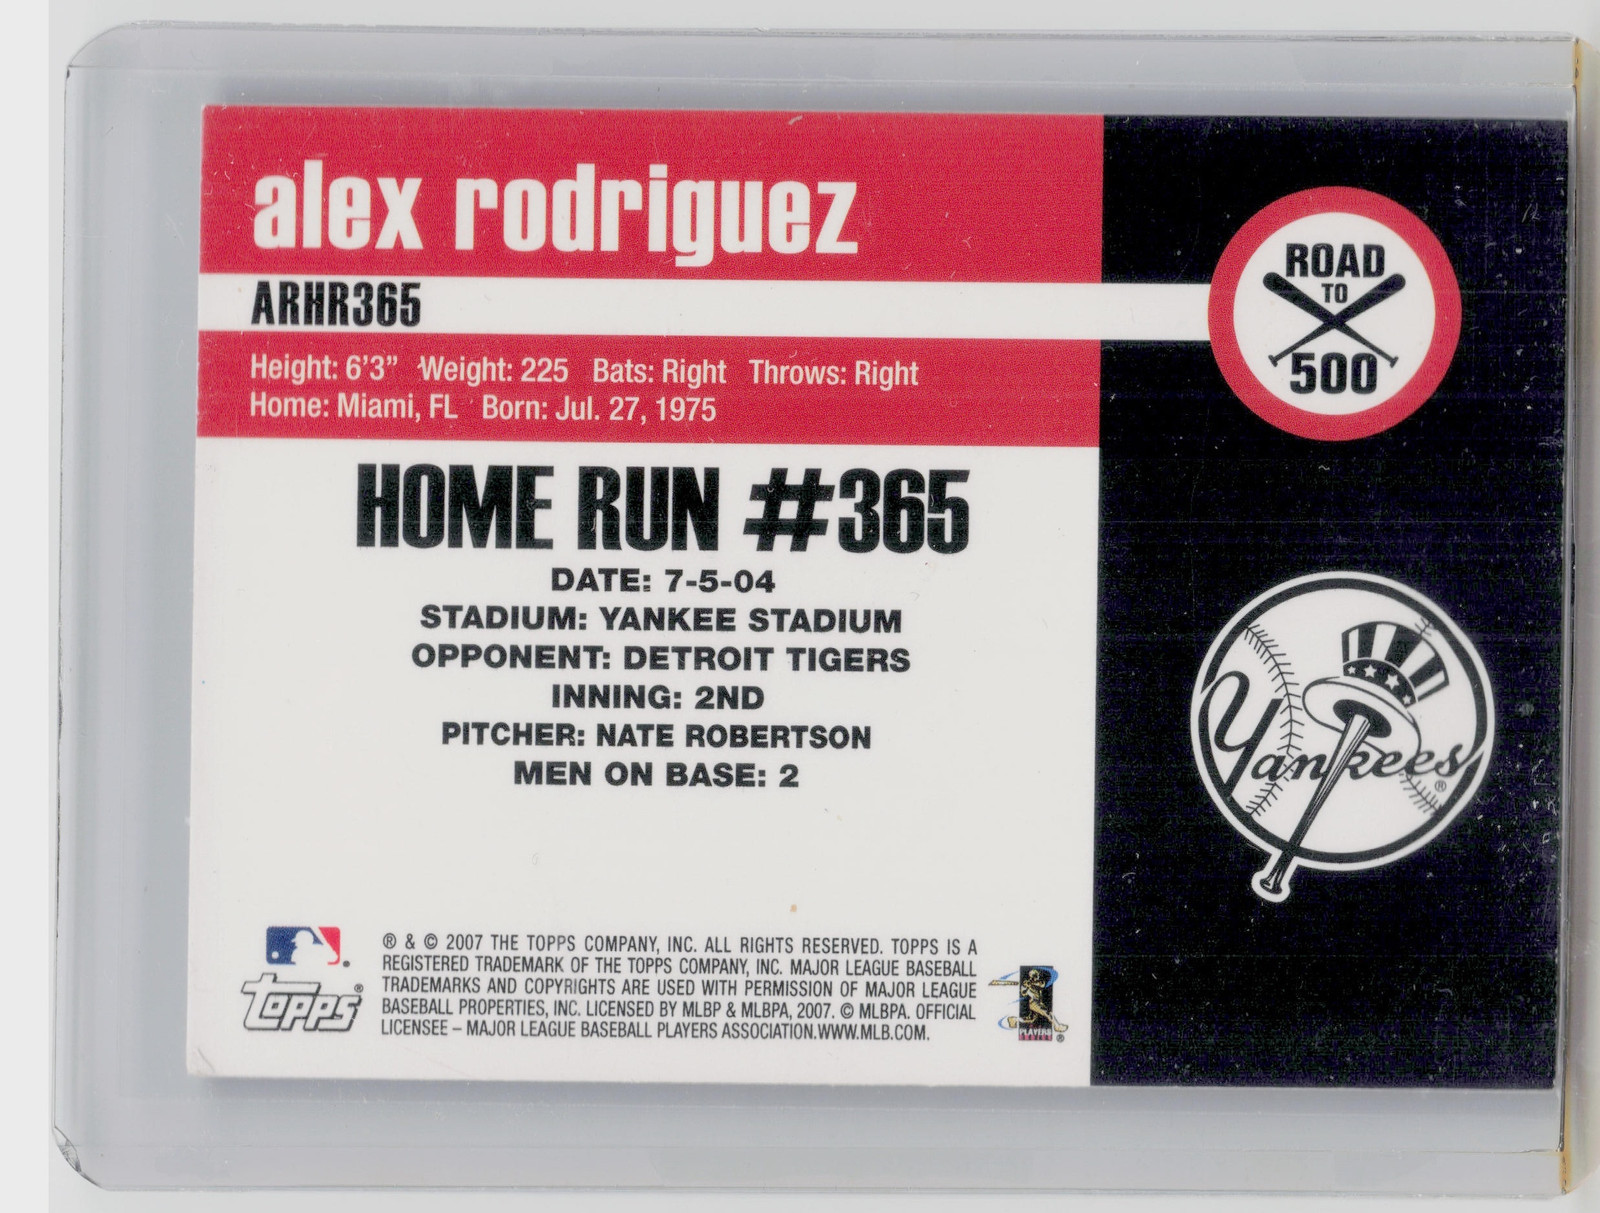 alex rodriguez
ARHR365
Height: 6'3” Weight: 225 Bats: Right Throws: Right
Home: Miami, FL Born: Jul. 27, 1975
ROAD
TO
500
HOME RUN #365
DATE: 7-5-04
STADIUM: YANKEE STADIUM
OPPONENT: DETROIT TIGERS
INNING: 2ND
PITCHER: NATE ROBERTSON
MEN ON BASE: 2
Yankees®
® & © 2007 THE TOPPS COMPANY, INC. ALL RIGHTS RESERVED. TOPPS IS A
REGISTERED TRADEMARK OF THE TOPPS COMPANY, INC. MAJOR LEAGUE BASEBALL
TRADEMARKS AND COPYRIGHTS ARE USED WITH PERMISSION OF MAJOR LEAGUE
BASEBALL PROPERTIES, INC. LICENSED BY MLBP & MLBPA, 2007. © MLBPA. OFFICIAL
LICENSEE – MAJOR LEAGUE BASEBALL PLAYERS ASSOCIATION.WWW.MLB.COM.
Topps®
PLAYERS